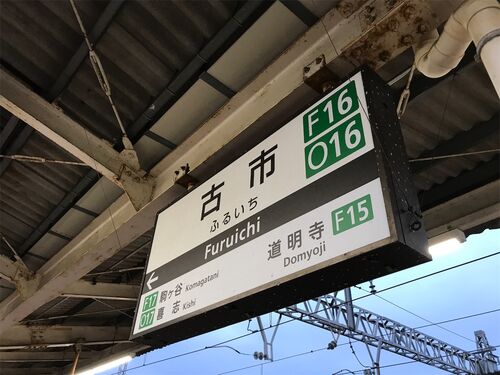 F16
O16
古市
ふるいち
Furuichi
F15
道明寺
Domyoji
←
F17 駒ヶ谷 Komagatani
O17 喜志 Kishi